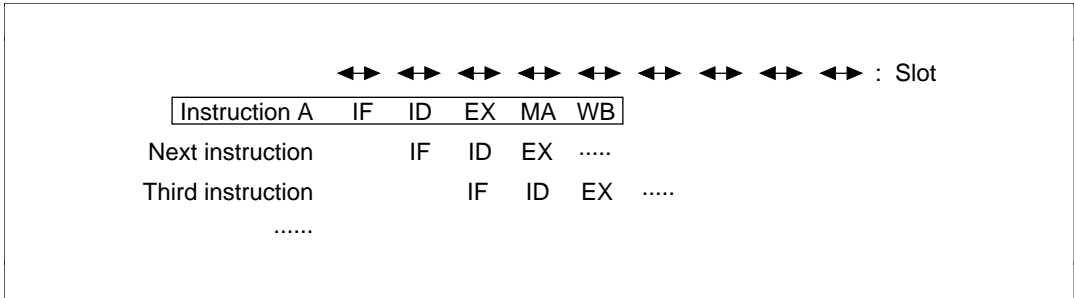 : Slot
Instruction A IF ID EX MA WB
Next instruction IF ID EX .....
Third instruction IF ID EX .....
......